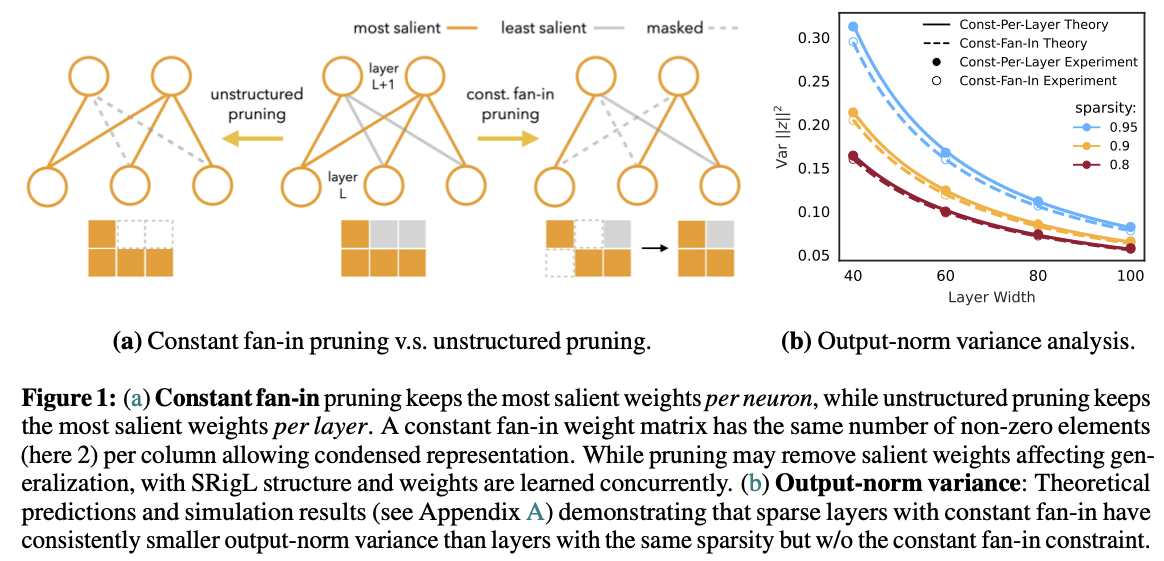 most salient least salient masked
layer
L+1
unstructured
pruning
const. fan-in
pruning
layer
L
(a) Constant fan-in pruning v.s. unstructured pruning.
Var ||z||²
0.30
0.25
0.20
0.15
0.10
0.05
40 60 80 100
Layer Width
Const-Per-Layer Theory
Const-Fan-In Theory
Const-Per-Layer Experiment
Const-Fan-In Experiment
sparsity:
0.95
0.9
0.8
(b) Output-norm variance analysis.
Figure 1: (a) Constant fan-in pruning keeps the most salient weights per neuron, while unstructured pruning keeps
the most salient weights per layer. A constant fan-in weight matrix has the same number of non-zero elements
(here 2) per column allowing condensed representation. While pruning may remove salient weights affecting gen-
eralization, with SRigL structure and weights are learned concurrently. (b) Output-norm variance: Theoretical
predictions and simulation results (see Appendix A) demonstrating that sparse layers with constant fan-in have
consistently smaller output-norm variance than layers with the same sparsity but w/o the constant fan-in constraint.